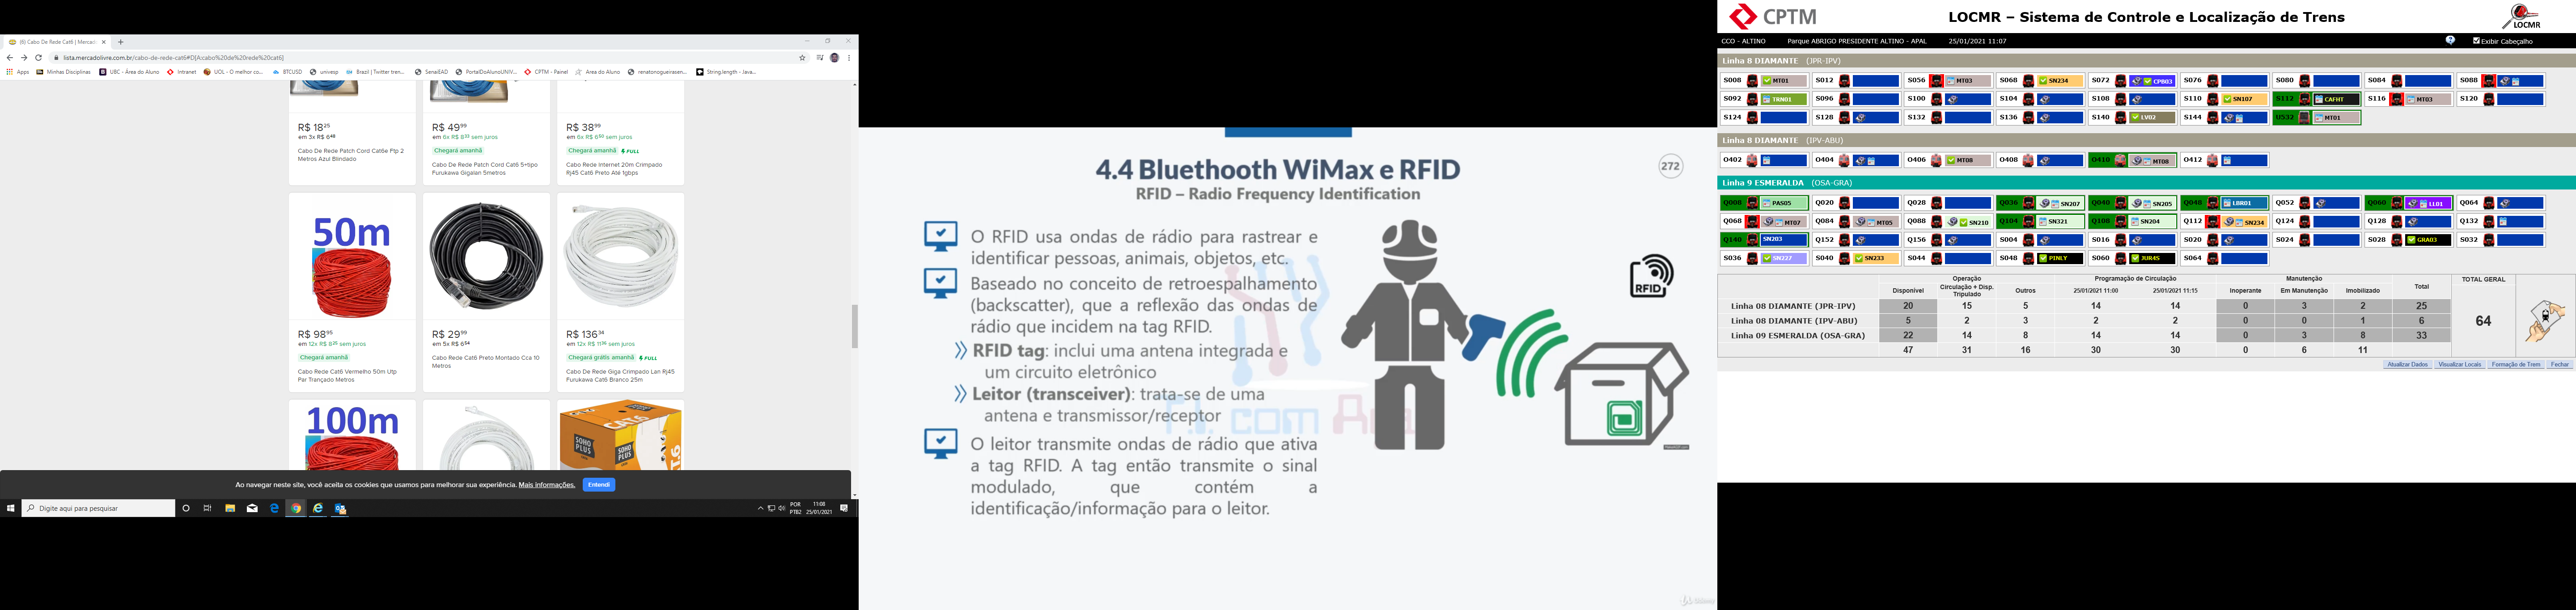 (6) Cabo De Rede Cat6 | Mercad
lista.mercadolivre.com.br/cabo-de-rede-cat6#D[A:cabo%20de%20rede%20cat6]
Apps Minhas Disciplinas UBC - Área do Aluno Intranet UOL - O melhor co... BTCUSD univesp Brazil | Twitter tren... SenaiEAD PortalDoAlunoUNIV... CPTM - Painel Área do Aluno renatonogueirasen... String.length - Java...
R$ 18 25
em 3x R$ 6 48
Cabo De Rede Patch Cord Cat6e Ftp 2 Metros Azul Blindado
R$ 49 99
em 6x R$ 8 33 sem juros
Chegará amanhã
Cabo De Rede Patch Cord Cat6 5+tipo Furukawa Gigalan 5metros
R$ 38 99
em 6x R$ 6 50 sem juros
Chegará amanhã FULL
Cabo Rede Internet 20m Crimpado Rj45 Cat6 Preto Até 1gbps
50m
R$ 98 95
em 12x R$ 8 25 sem juros
Chegará amanhã
Cabo Rede Cat6 Vermelho 50m Utp Par Trançado Metros
R$ 29 99
em 5x R$ 6 94
Cabo Rede Cat6 Preto Montado Cca 10 Metros
R$ 136 34
em 12x R$ 11 36 sem juros
Chegará grátis amanhã FULL
Cabo De Rede Giga Crimpado Lan Rj45 Furukawa Cat6 Branco 25m
100m
SOHO PLUS
Ao navegar neste site, você aceita os cookies que usamos para melhorar sua experiência. Mais informações. Entendi
Digite aqui para pesquisar
POR 11:08
PTB2 25/01/2021
4.4 Bluethooth WiMax e RFID
272
RFID – Radio Frequency Identification
O RFID usa ondas de rádio para rastrear e
identificar pessoas, animais, objetos, etc.
Baseado no conceito de retroespalhamento
(backscatter), que a reflexão das ondas de
rádio que incidem na tag RFID.
RFID tag: inclui uma antena integrada e
um circuito eletrônico
Leitor (transceiver): trata-se de uma
antena e transmissor/receptor
O leitor transmite ondas de rádio que ativa
a tag RFID. A tag então transmite o sinal
modulado, que contém a
identificação/informação para o leitor.
RFID
CPTM
LOCMR – Sistema de Controle e Localização de Trens
LOCMR
CCO - ALTINO Parque ABRIGO PRESIDENTE ALTINO - APAL 25/01/2021 11:07 Exibir Cabeçalho
Linha 8 DIAMANTE (JPR-IPV)
S008 MT01 S012 S056 MT03 S068 SN234 S072 CPB03 S076 S080 S084 S088
S092 TRN01 S096 S100 S104 S108 S110 SN107 S112 CAFHT S116 MT03 S120
S124 S128 S132 S136 S140 LV02 S144 U532 MT01
Linha 8 DIAMANTE (IPV-ABU)
O402 O404 O406 MT08 O408 O410 MT08 O412
Linha 9 ESMERALDA (OSA-GRA)
Q008 PAS05 Q020 Q028 Q036 SN207 Q040 SN205 Q048 LBR01 Q052 Q060 LL01 Q064
Q068 MT07 Q084 MT05 Q088 SN210 Q104 SN321 Q108 SN204 Q112 SN234 Q124 Q128 Q132
Q140 SN203 Q152 Q156 S004 S016 S020 S024 S028 GRA03 S032
S036 SN227 S040 SN233 S044 S048 PINLY S060 JUR4S S064
Operação Programação de Circulação Manutenção TOTAL GERAL
Disponível Circulação + Disp. Tripulado Outros 25/01/2021 11:00 25/01/2021 11:15 Inoperante Em Manutenção Imobilizado Total
Linha 08 DIAMANTE (JPR-IPV) 20 15 5 14 14 0 3 2 25
Linha 08 DIAMANTE (IPV-ABU) 5 2 3 2 2 0 0 1 6
Linha 09 ESMERALDA (OSA-GRA) 22 14 8 14 14 0 3 8 33
47 31 16 30 30 0 6 11
64
Atualizar Dados Visualizar Locais Formação de Trem Fechar